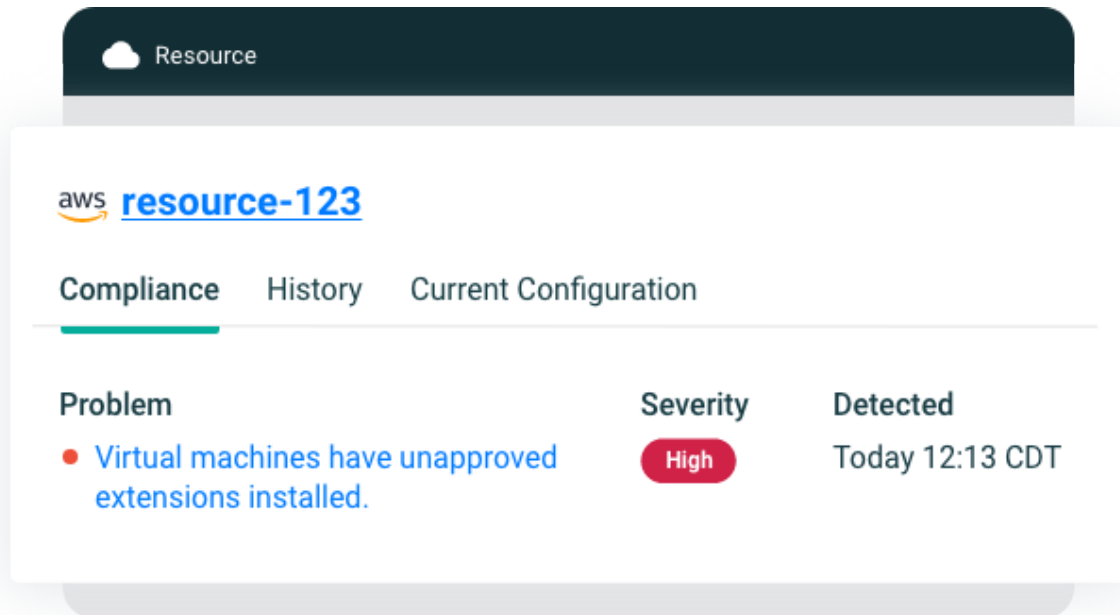 Resource
aws resource-123
Compliance History Current Configuration
Problem Severity Detected
Virtual machines have unapproved High Today 12:13 CDT
extensions installed.